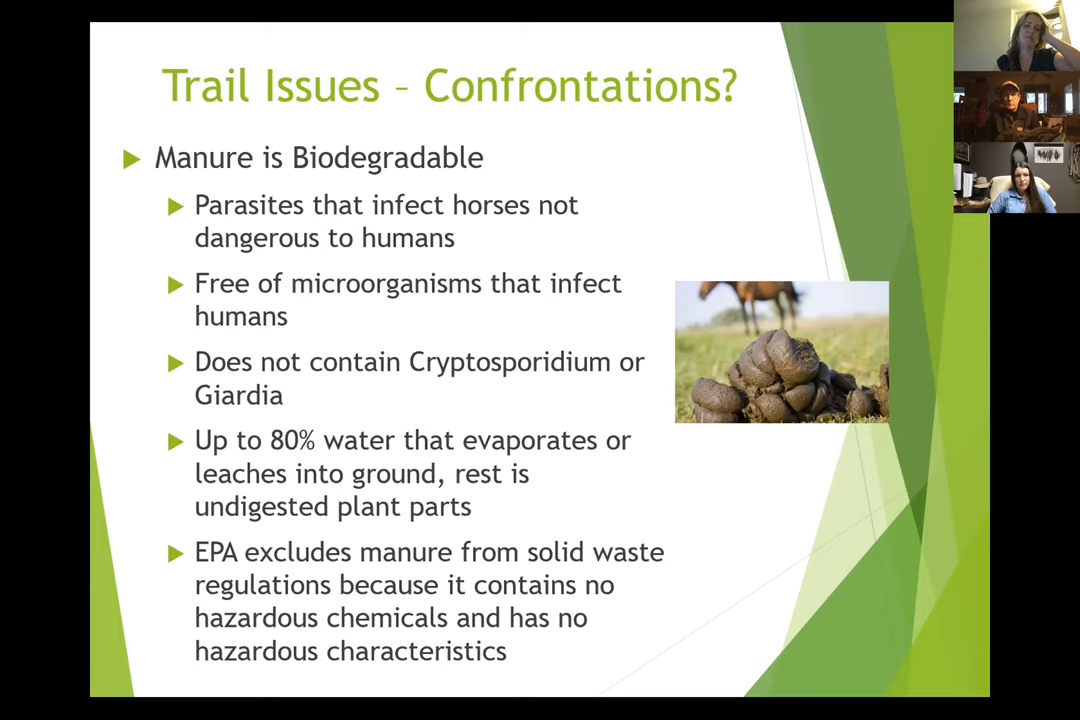 Trail Issues – Confrontations?
Manure is Biodegradable
Parasites that infect horses not
dangerous to humans
Free of microorganisms that infect
humans
Does not contain Cryptosporidium or
Giardia
Up to 80% water that evaporates or
leaches into ground, rest is
undigested plant parts
EPA excludes manure from solid waste
regulations because it contains no
hazardous chemicals and has no
hazardous characteristics